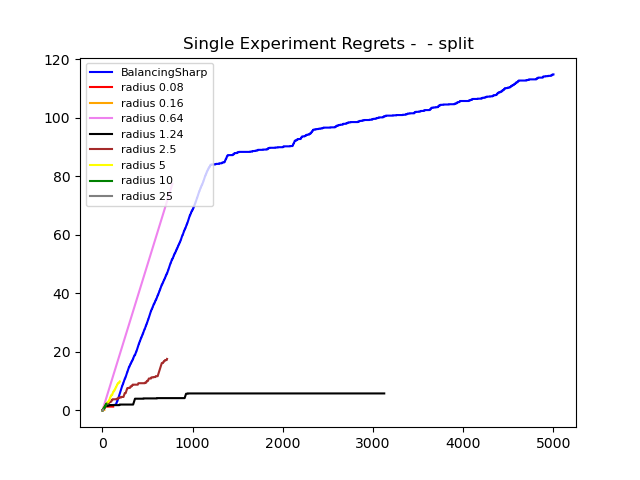 Single Experiment Regrets -  - split
120
100
80
60
40
20
0
BalancingSharp
radius 0.08
radius 0.16
radius 0.64
radius 1.24
radius 2.5
radius 5
radius 10
radius 25
0 1000 2000 3000 4000 5000